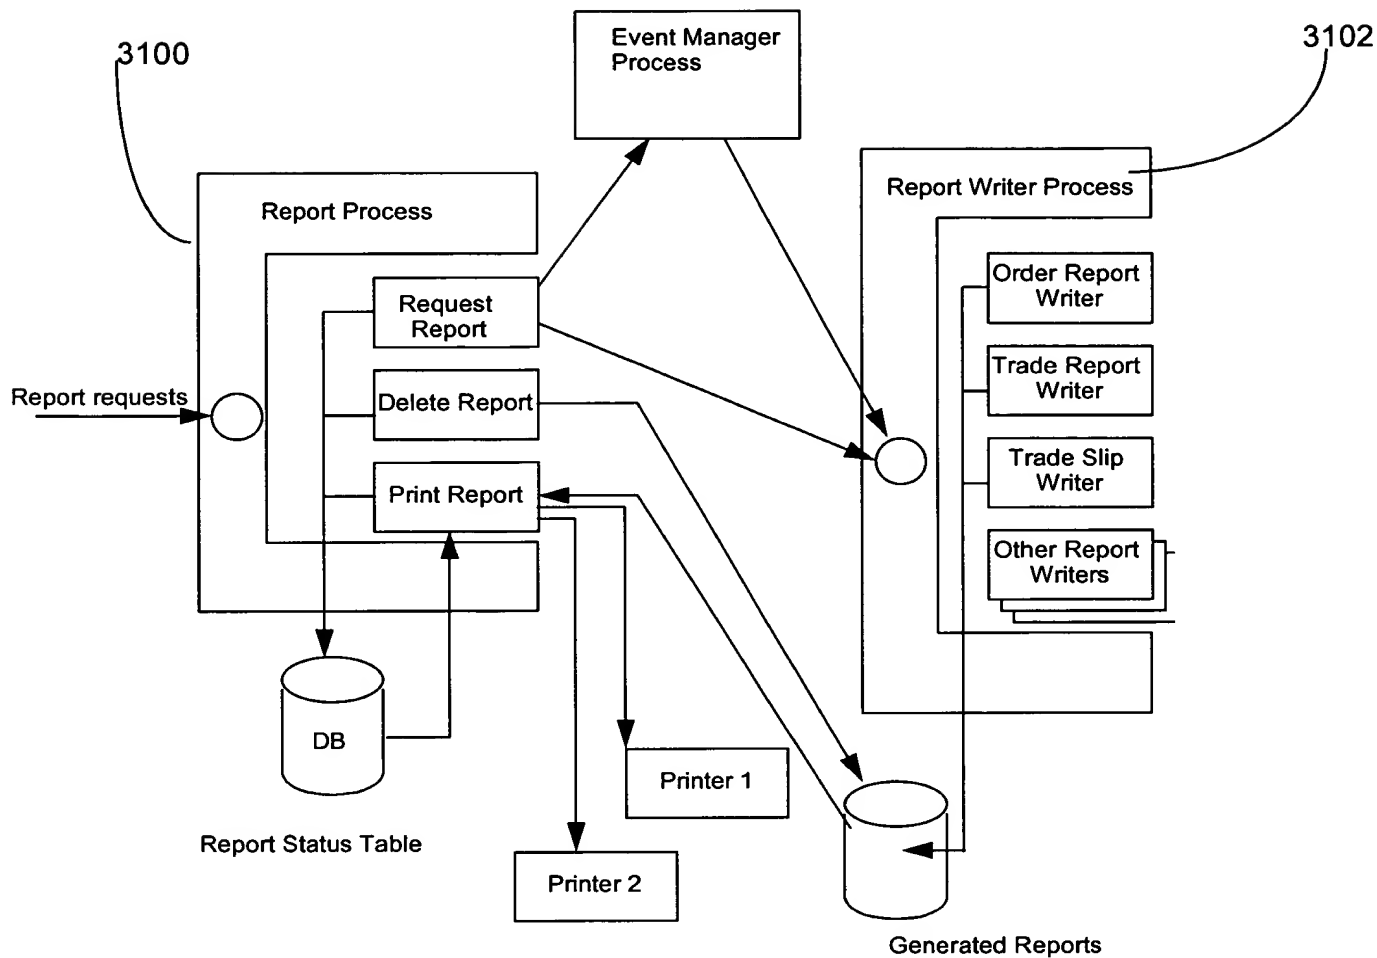 Event Manager
Process
3102
3100
Report Writer Process
Report Process
Order Report
Writer
Request
Report
Trade Report
Writer
Report requests
Delete Report
Trade Slip
Writer
Print Report
Other Report
Writers
DB
Printer 1
Report Status Table
Printer 2
Generated Reports